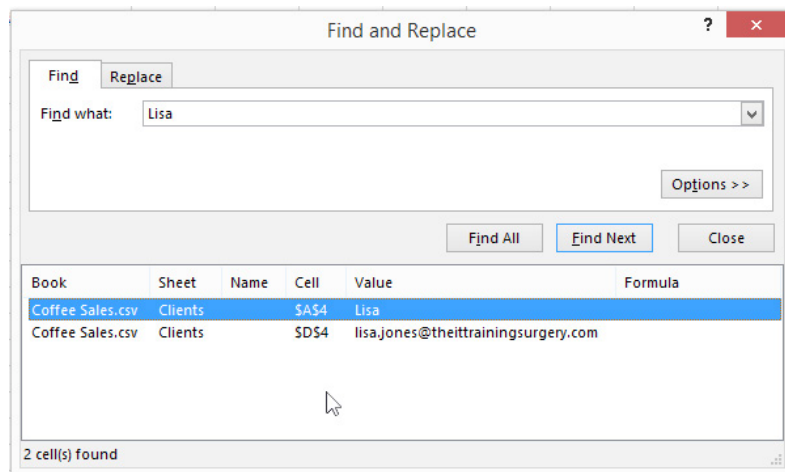 Find and Replace ? ×
Find Replace
Find what: Lisa
Options >>
Find All Find Next Close
Book Sheet Name Cell Value Formula
Coffee Sales.csv Clients $A$4 Lisa
Coffee Sales.csv Clients $D$4 lisa.jones@theittrainingsurgery.com
2 cell(s) found